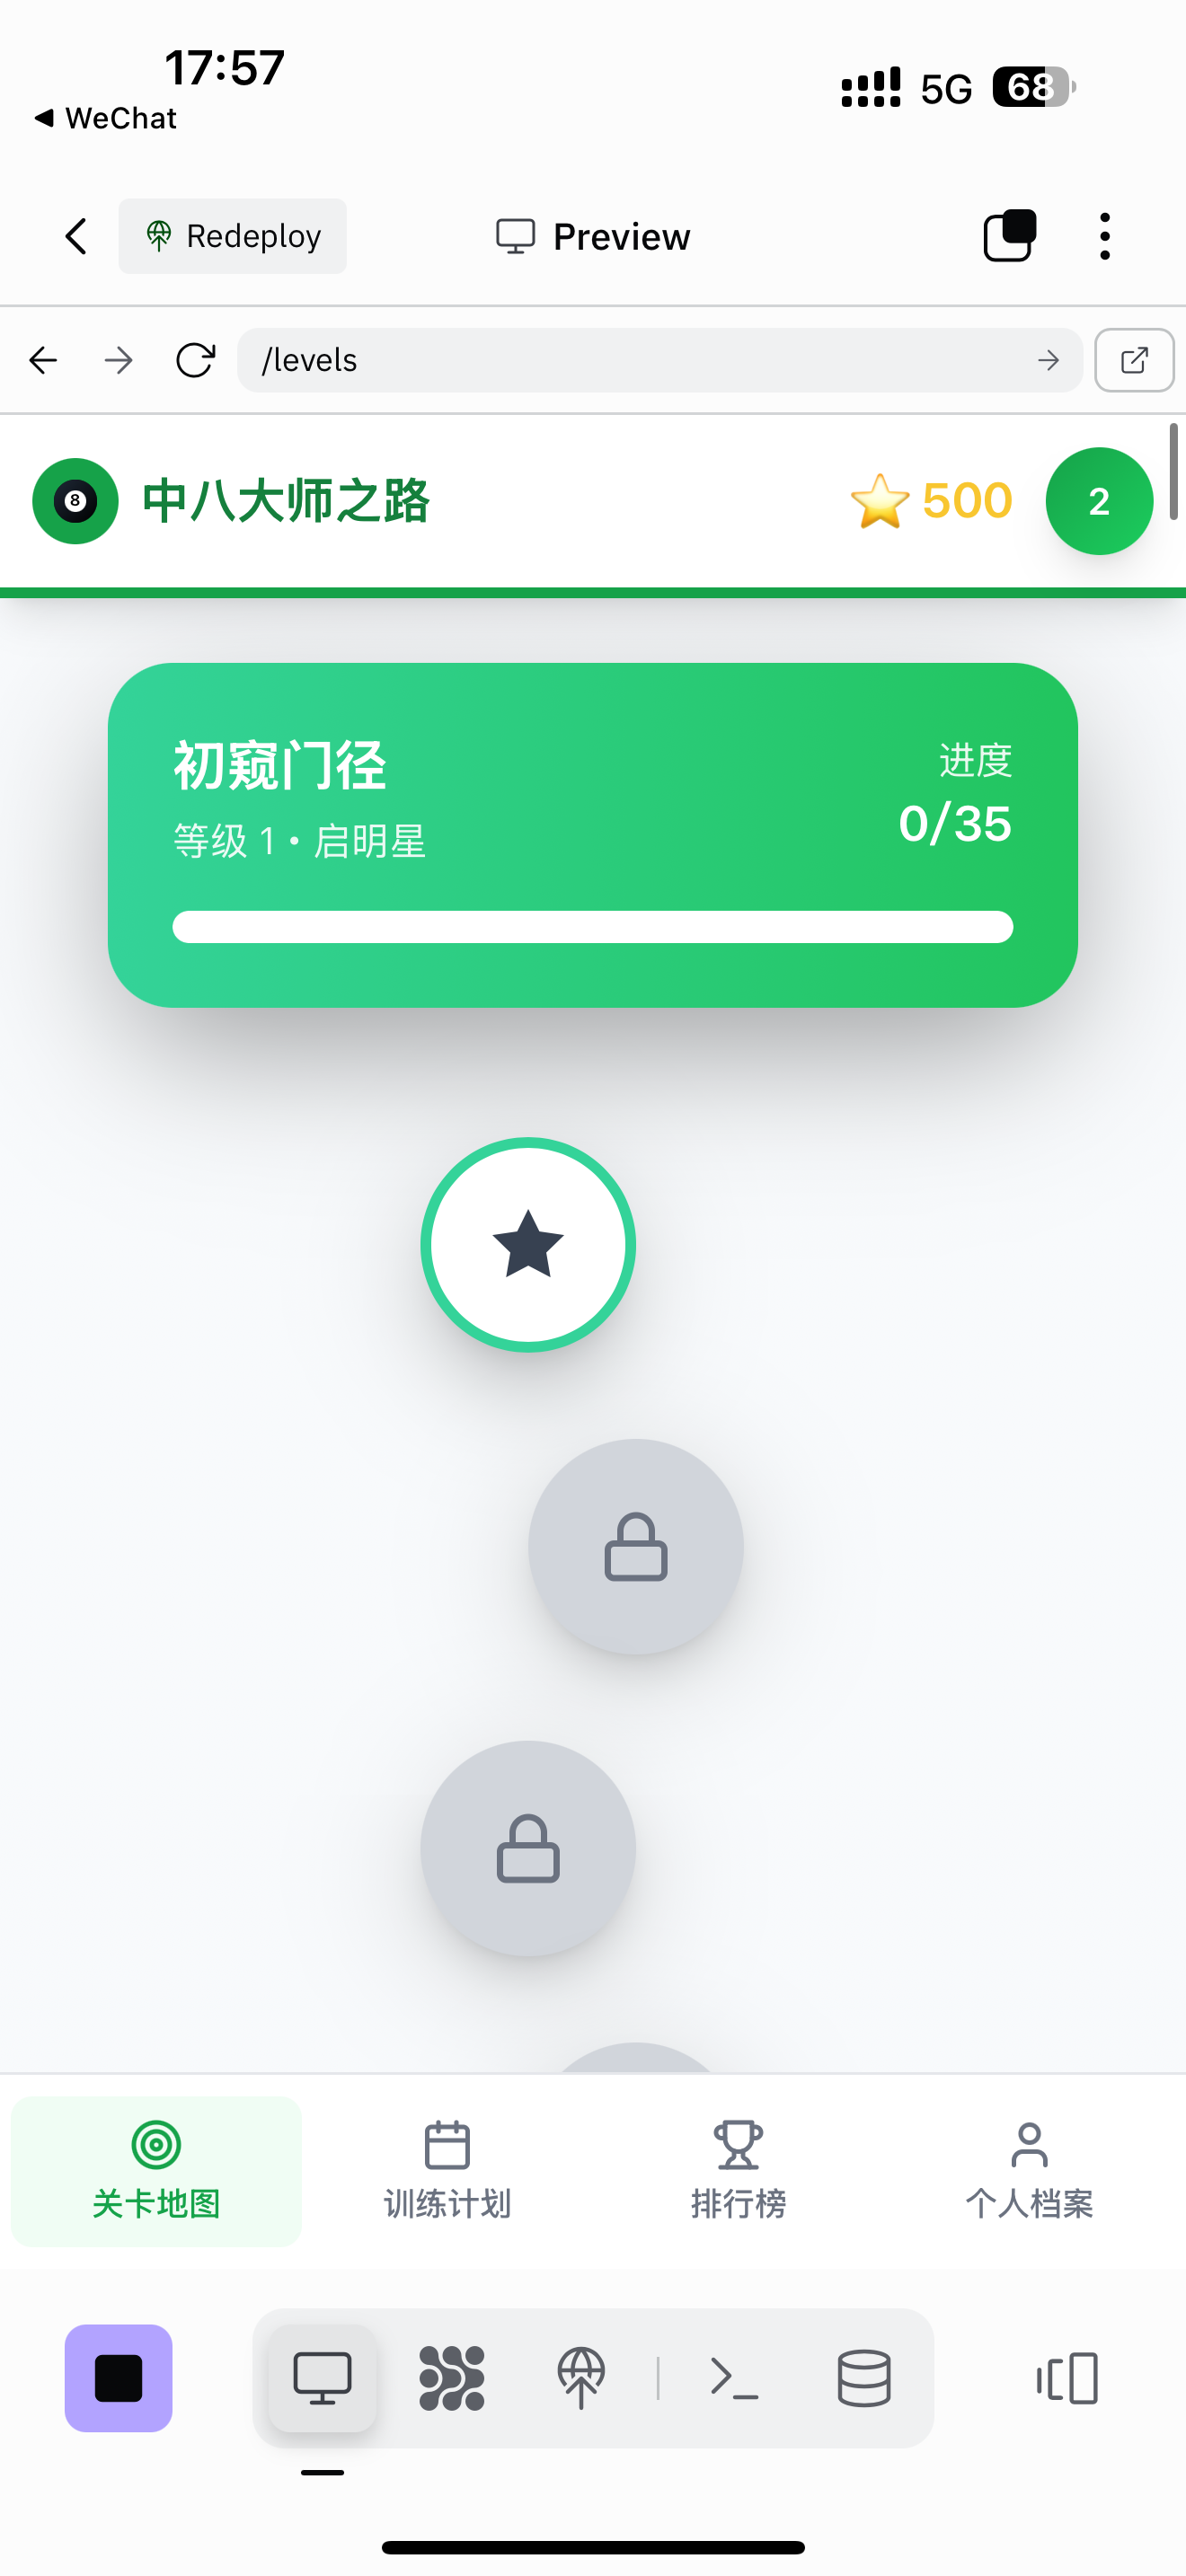 17:57
5G
68
WeChat
Redeploy
Preview
/levels
8
中八大师之路
500
2
初窥门径
进度
等级 1 • 启明星
0/35
关卡地图
训练计划
排行榜
个人档案